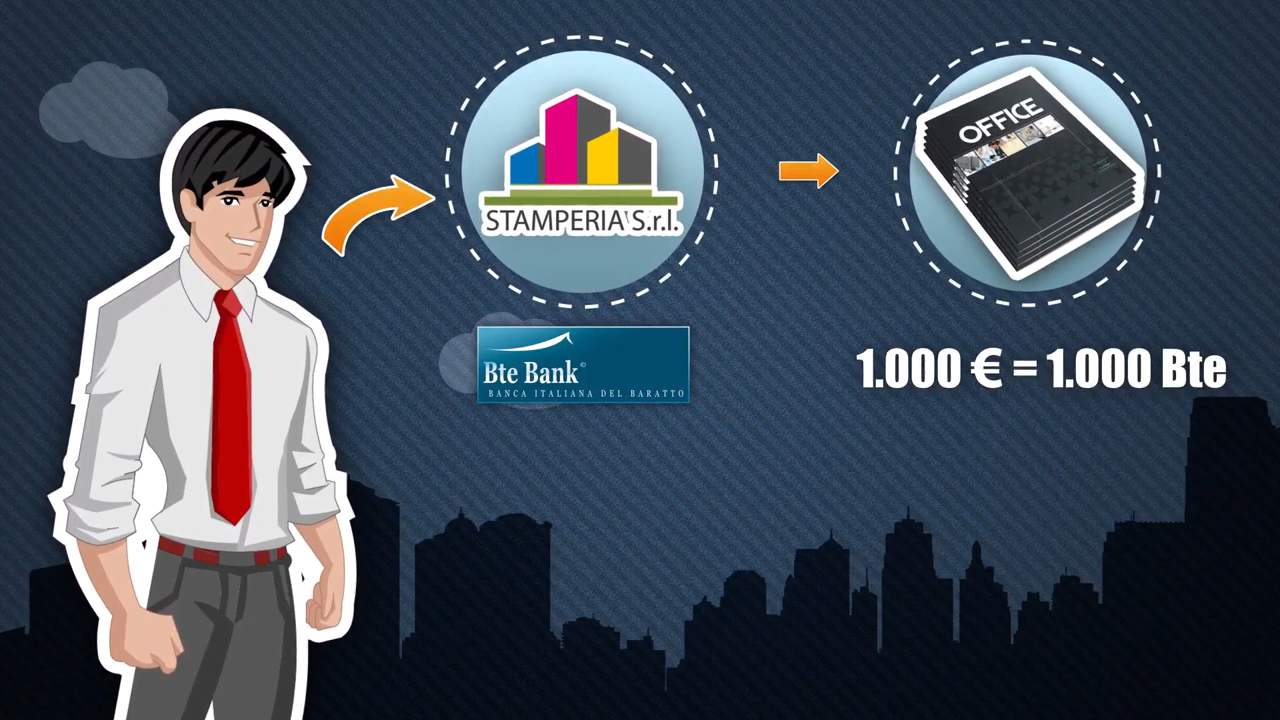 STAMPERIA S.r.l.
OFFICE
Bte Bank©
BANCA ITALIANA DEL BARATTO
1.000 € = 1.000 Bte